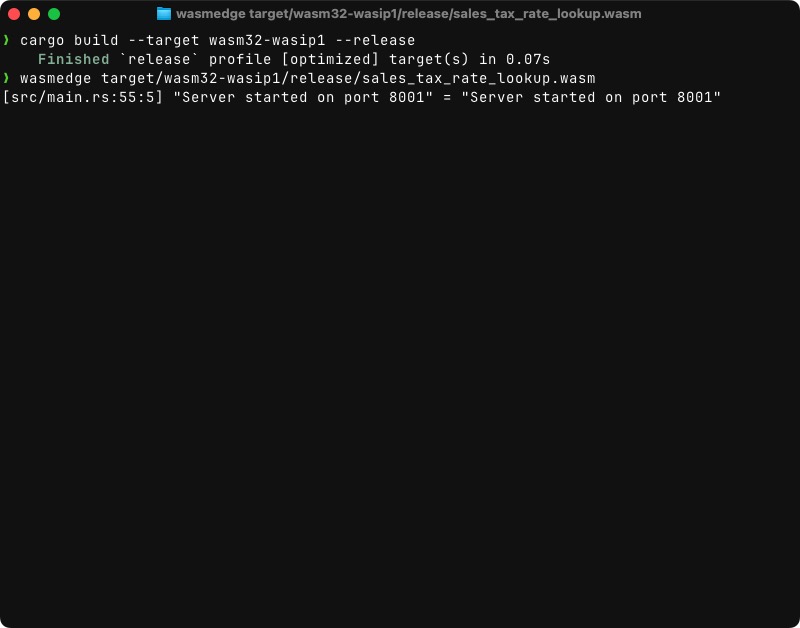 wasmedge target/wasm32-wasip1/release/sales_tax_rate_lookup.wasm
❯ cargo build --target wasm32-wasip1 --release
    Finished `release` profile [optimized] target(s) in 0.07s
❯ wasmedge target/wasm32-wasip1/release/sales_tax_rate_lookup.wasm
[src/main.rs:55:5] "Server started on port 8001" = "Server started on port 8001"